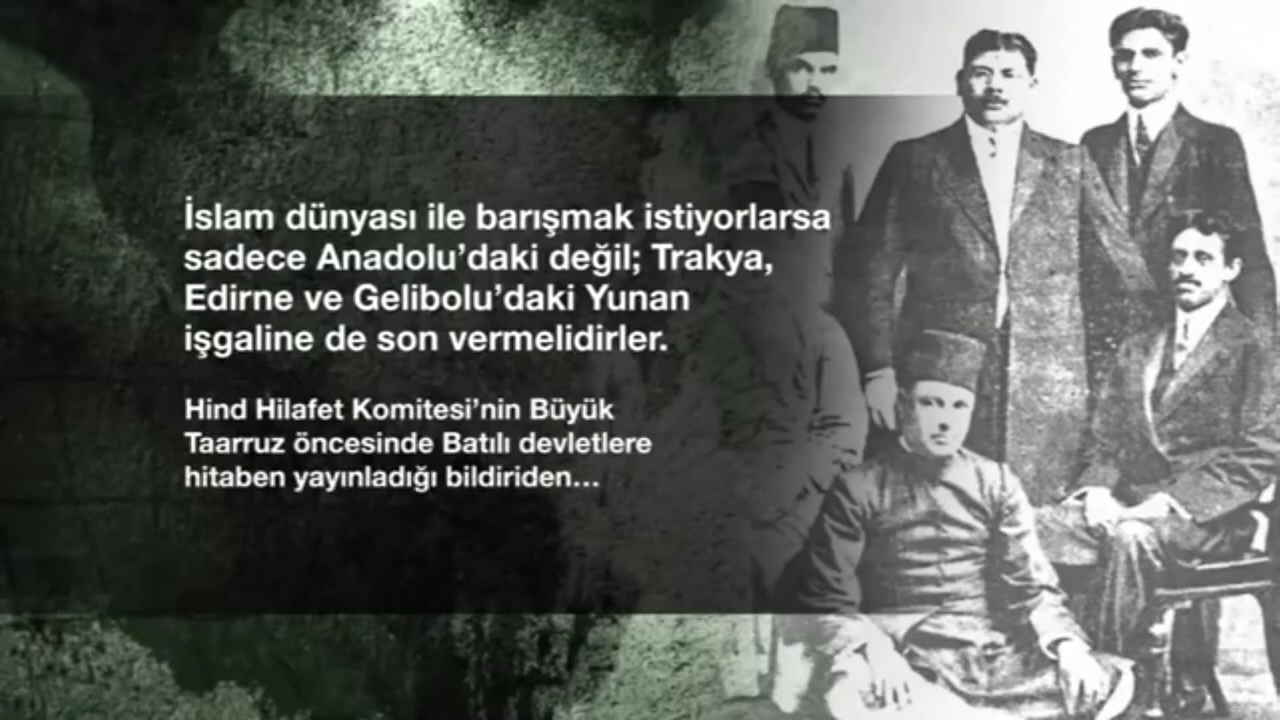 İslam dünyası ile barışmak istiyorlarsa
sadece Anadolu’daki değil; Trakya,
Edirne ve Gelibolu’daki Yunan
işgaline de son vermelidirler.
Hind Hilafet Komitesi’nin Büyük
Taarruz öncesinde Batılı devletlere
hitaben yayınladığı bildiriden...